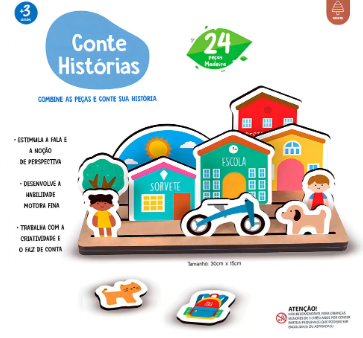 +3
anos
Conte
Histórias
24
peças
Madeira
COMBINE AS PEÇAS E CONTE SUA HISTÓRIA
• ESTIMULA A FALA E
A NOÇÃO
DE PERSPECTIVA
• DESENVOLVE A
HABILIDADE
MOTORA FINA
• TRABALHA COM A
CRIATIVIDADE E
O FAZ DE CONTA
ESCOLA
SORVETE
Tamanho: 30cm x 15cm
ATENÇÃO!